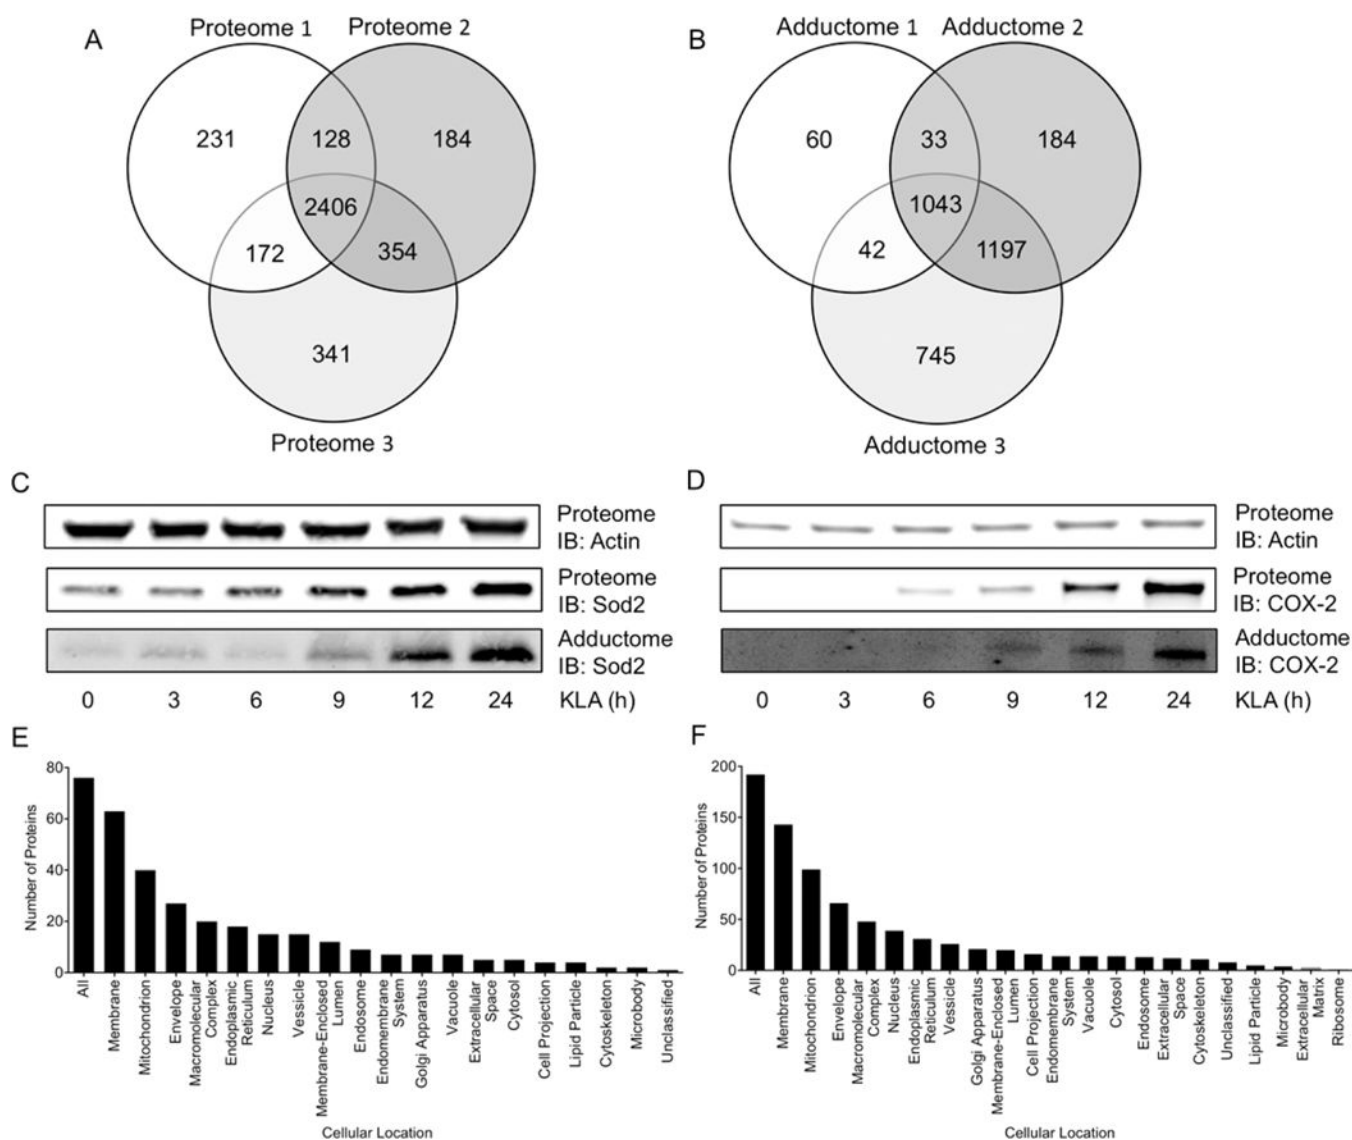 A
Proteome 1
Proteome 2
231
128
184
2406
172
354
341
Proteome 3
B
Adductome 1
Adductome 2
60
33
184
1043
42
1197
745
Adductome 3
C
Proteome
IB: Actin
Proteome
IB: Sod2
Adductome
IB: Sod2
0 3 6 9 12 24 KLA (h)
D
Proteome
IB: Actin
Proteome
IB: COX-2
Adductome
IB: COX-2
0 3 6 9 12 24 KLA (h)
E
Number of Proteins
80
60
40
20
0
All
Membrane
Mitochondrion
Envelope
Macromolecular
Complex
Endoplasmic
Reticulum
Nucleus
Vessicle
Membrane-Enclosed
Lumen
Endosome
Endomembrane
System
Golgi Apparatus
Vacuole
Extracellular
Space
Cytosol
Cell Projection
Lipid Particle
Cytoskeleton
Microbody
Unclassified
Cellular Location
F
Number of Proteins
200
150
100
50
0
All
Membrane
Mitochondrion
Envelope
Macromolecular
Complex
Nucleus
Endoplasmic
Reticulum
Vessicle
Golgi Apparatus
Membrane-Enclosed
Lumen
Cell Projection
Endomembrane
System
Vacuole
Cytosol
Endosome
Extracellular
Space
Cytoskeleton
Unclassified
Lipid Particle
Microbody
Extracellular
Matrix
Ribosome
Cellular Location